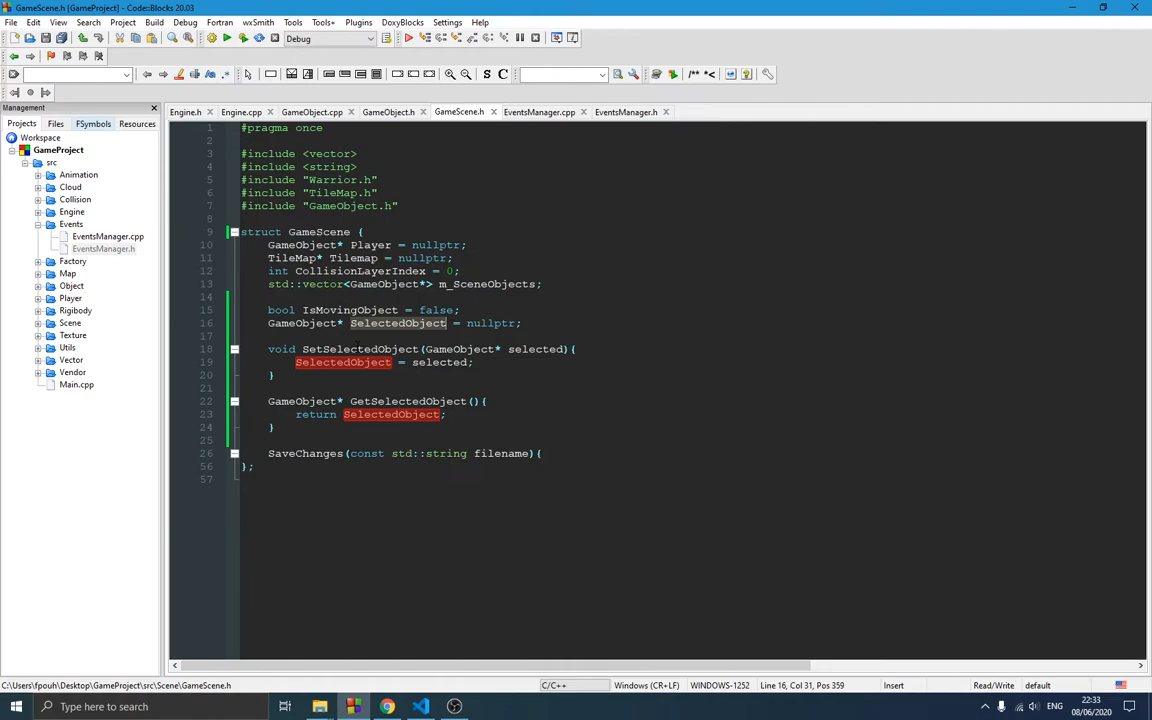 GameScene.h [GameProject] - Code::Blocks 20.03
File Edit View Search Project Build Debug Fortran wxSmith Tools Tools+ Plugins DoxyBlocks Settings Help
Debug
S C /** *<
Management
Projects Files FSymbols Resources
Engine.h Engine.cpp GameObject.cpp GameObject.h GameScene.h EventsManager.cpp EventsManager.h
Workspace
GameProject
src
Animation
Cloud
Collision
Engine
Events
EventsManager.cpp
EventsManager.h
Factory
Map
Object
Player
Rigibody
Scene
Texture
Utils
Vector
Vendor
Main.cpp
1 #pragma once
2
3 #include <vector>
4 #include <string>
5 #include "Warrior.h"
6 #include "TileMap.h"
7 #include "GameObject.h"
8
9 struct GameScene {
10 GameObject* Player = nullptr;
11 TileMap* Tilemap = nullptr;
12 int CollisionLayerIndex = 0;
13 std::vector<GameObject*> m_SceneObjects;
14
15 bool IsMovingObject = false;
16 GameObject* SelectedObject = nullptr;
17
18 void SetSelectedObject(GameObject* selected){
19 SelectedObject = selected;
20 }
21
22 GameObject* GetSelectedObject(){
23 return SelectedObject;
24 }
25
26 SaveChanges(const std::string filename){
56 };
57
C:\Users\fpouh\Desktop\GameProject\src\Scene\GameScene.h C/C++ Windows (CR+LF) WINDOWS-1252 Line 16, Col 31, Pos 359 Insert Read/Write default
Type here to search
ENG
22:33
08/06/2020